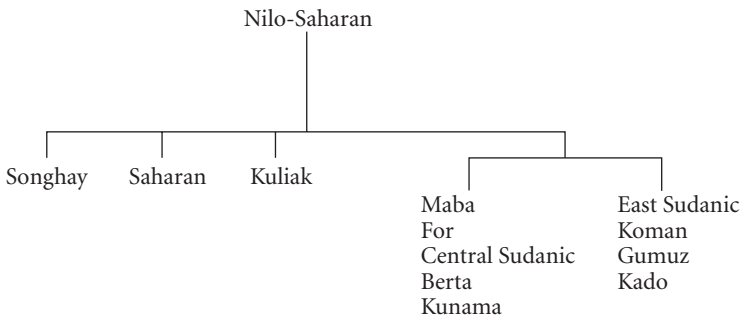 Nilo-Saharan
Songhay Saharan Kuliak
Maba East Sudanic
For Koman
Central Sudanic Gumuz
Berta Kado
Kunama